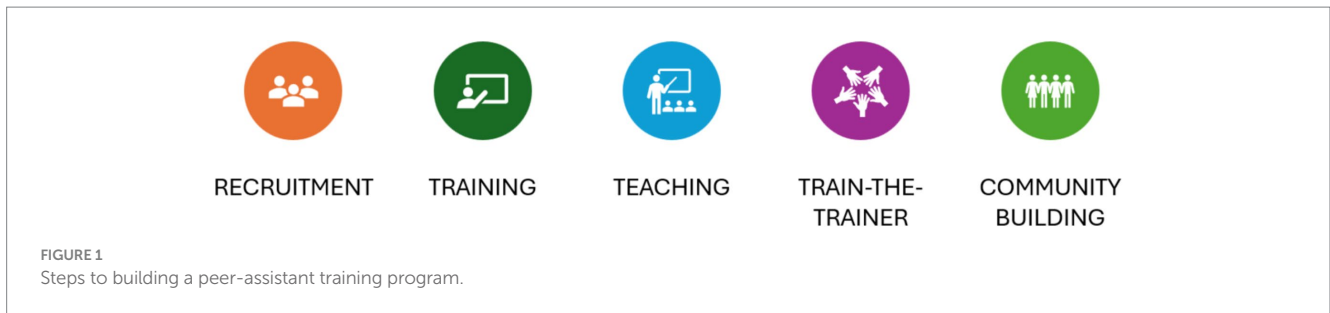 RECRUITMENT
TRAINING
TEACHING
TRAIN-THE-
TRAINER
COMMUNITY
BUILDING
FIGURE 1
Steps to building a peer-assistant training program.